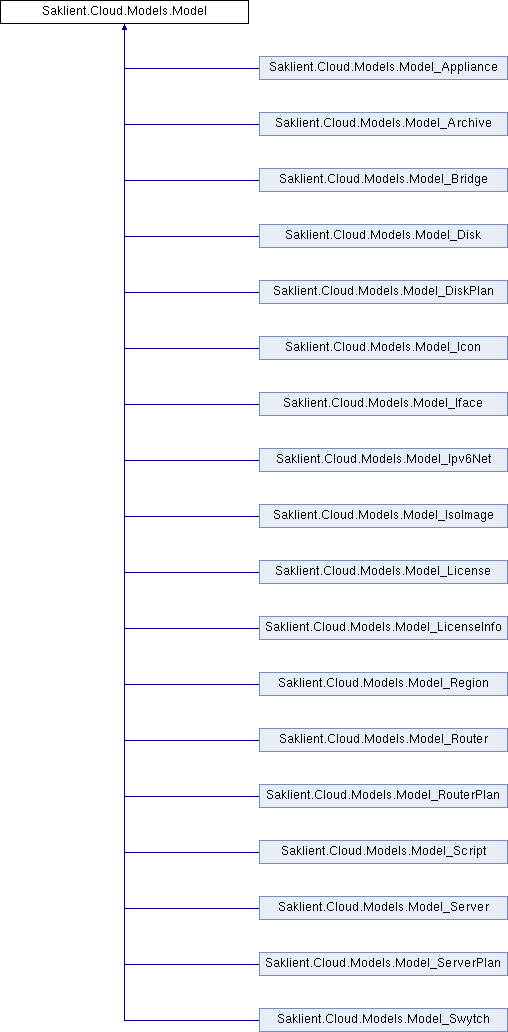 Saklient.Cloud.Models.Model
Saklient.Cloud.Models.Model_Appliance
Saklient.Cloud.Models.Model_Archive
Saklient.Cloud.Models.Model_Bridge
Saklient.Cloud.Models.Model_Disk
Saklient.Cloud.Models.Model_DiskPlan
Saklient.Cloud.Models.Model_Icon
Saklient.Cloud.Models.Model_Iface
Saklient.Cloud.Models.Model_Ipv6Net
Saklient.Cloud.Models.Model_IsoImage
Saklient.Cloud.Models.Model_License
Saklient.Cloud.Models.Model_LicenseInfo
Saklient.Cloud.Models.Model_Region
Saklient.Cloud.Models.Model_Router
Saklient.Cloud.Models.Model_RouterPlan
Saklient.Cloud.Models.Model_Script
Saklient.Cloud.Models.Model_Server
Saklient.Cloud.Models.Model_ServerPlan
Saklient.Cloud.Models.Model_Swytch